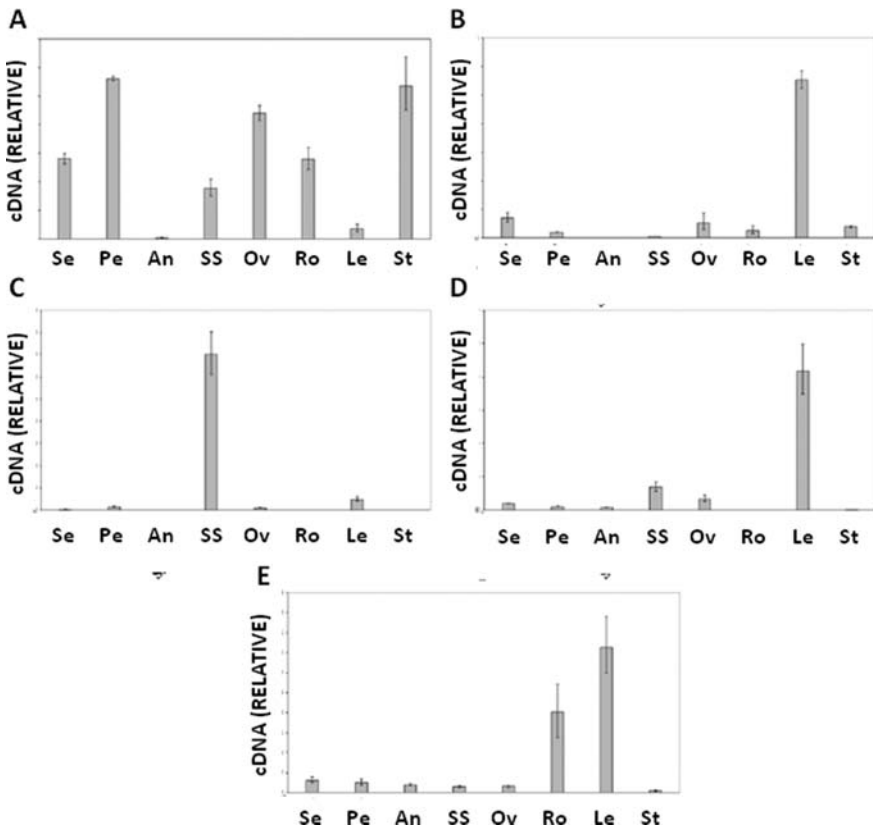 A
cDNA (RELATIVE)
Se Pe An SS Ov Ro Le St
B
cDNA (RELATIVE)
Se Pe An SS Ov Ro Le St
C
cDNA (RELATIVE)
Se Pe An SS Ov Ro Le St
D
cDNA (RELATIVE)
Se Pe An SS Ov Ro Le St
E
cDNA (RELATIVE)
Se Pe An SS Ov Ro Le St